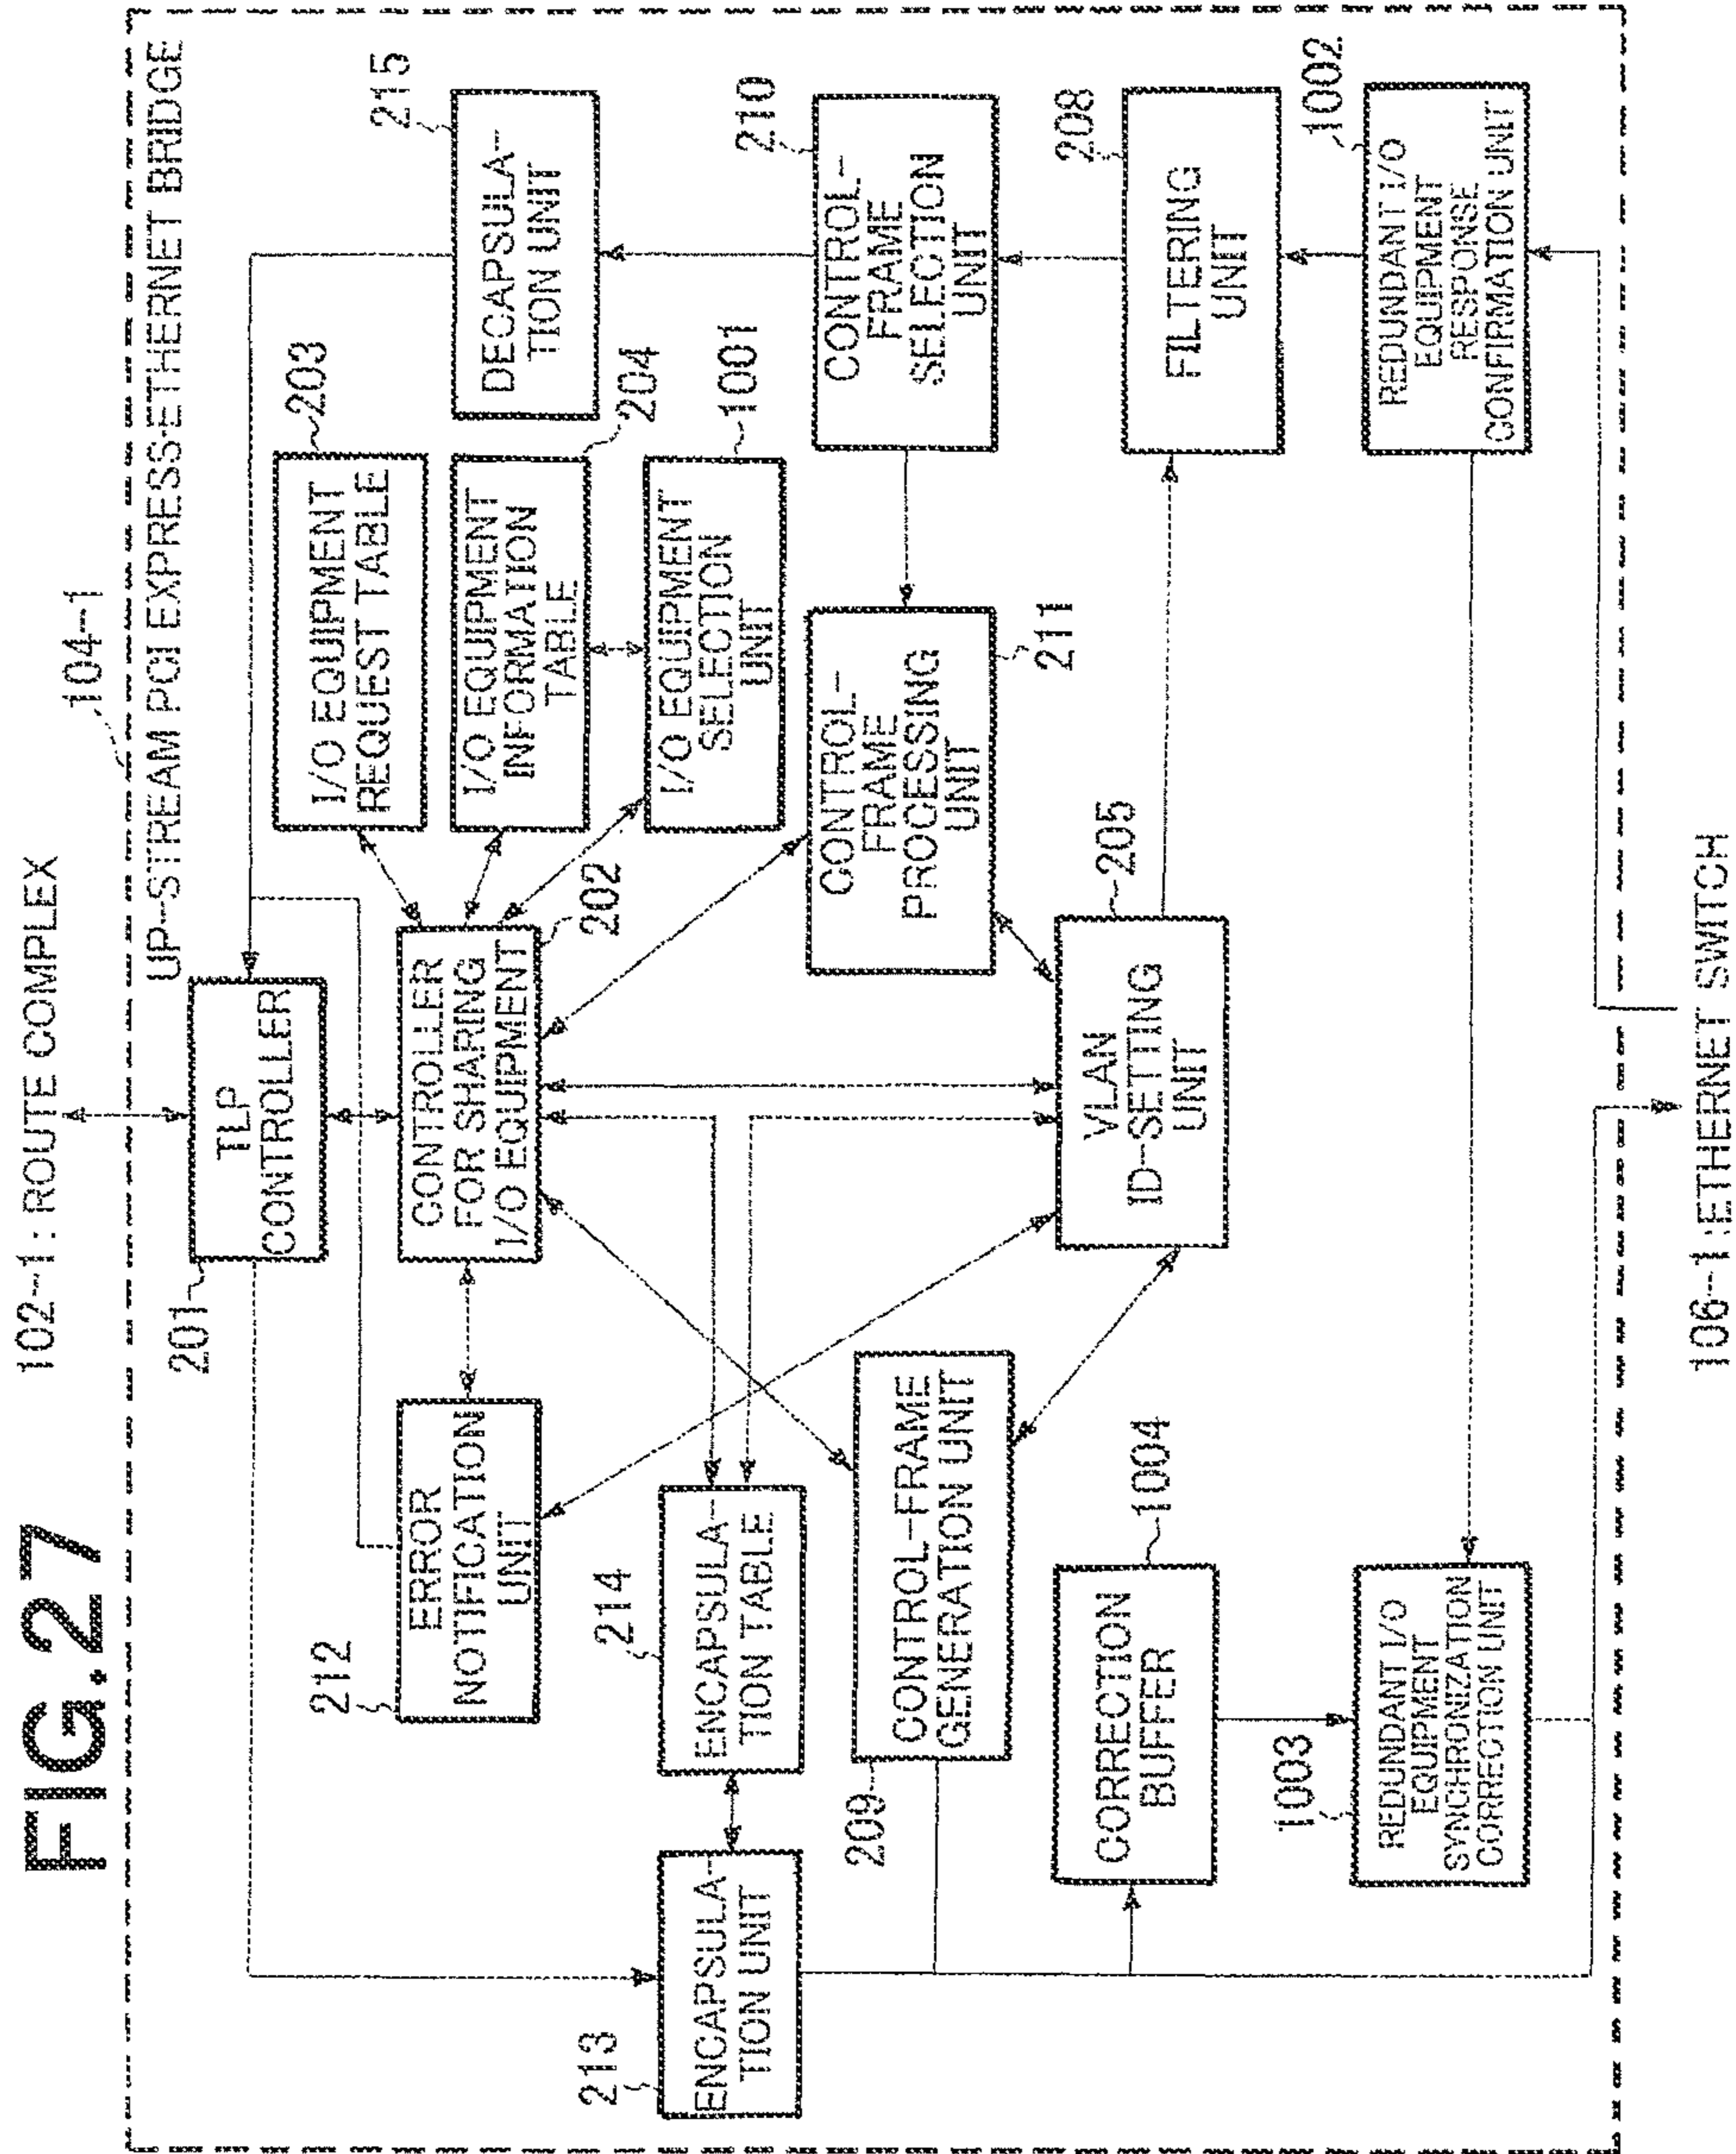 FIG.27
102-1: ROUTE COMPLEX
104-1
UP-STREAM PCI EXPRESS-ETHERNET BRIDGE
201
TLP
CONTROLLER
203
I/O EQUIPMENT
REQUEST TABLE
215
DECAPSULA-
TION UNIT
212
ERROR
NOTIFICATION
UNIT
CONTROLLER
FOR SHARING
I/O EQUIPMENT
202
I/O EQUIPMENT
INFORMATION
TABLE
204
I/O EQUIPMENT
SELECTION
UNIT
1001
213
ENCAPSULA-
TION UNIT
214
ENCAPSULA-
TION TABLE
CONTROL-
FRAME
PROCESSING
UNIT
211
210
CONTROL-
FRAME
SELECTION
UNIT
209
CONTROL-FRAME
GENERATION UNIT
VLAN
ID-SETTING
UNIT
205
208
FILTERING
UNIT
CORRECTION
BUFFER
1004
1003
REDUNDANT I/O
EQUIPMENT
SYNCHRONIZATION
CORRECTION UNIT
1002
REDUNDANT I/O
EQUIPMENT
RESPONSE
CONFIRMATION UNIT
106-1:ETHERNET SWITCH